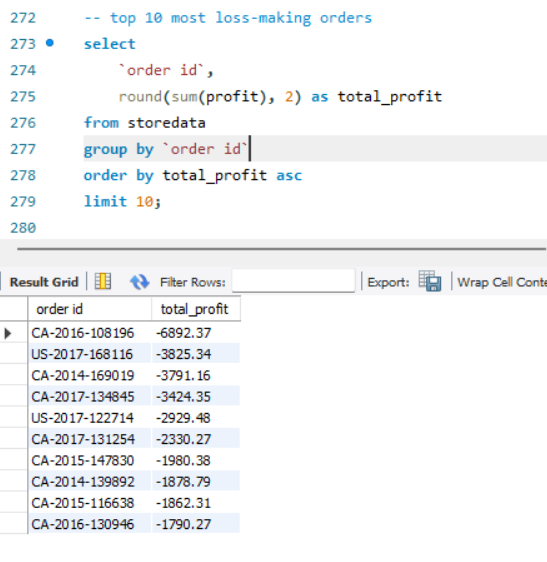 272 -- top 10 most loss-making orders
273 select
274 `order id`,
275 round(sum(profit), 2) as total_profit
276 from storedata
277 group by `order id`
278 order by total_profit asc
279 limit 10;
280
Result Grid Filter Rows: Export: Wrap Cell Conte
order id total_profit
CA-2016-108196 -6892.37
US-2017-168116 -3825.34
CA-2014-169019 -3791.16
CA-2017-134845 -3424.35
US-2017-122714 -2929.48
CA-2017-131254 -2330.27
CA-2015-147830 -1980.38
CA-2014-139892 -1878.79
CA-2015-116638 -1862.31
CA-2016-130946 -1790.27